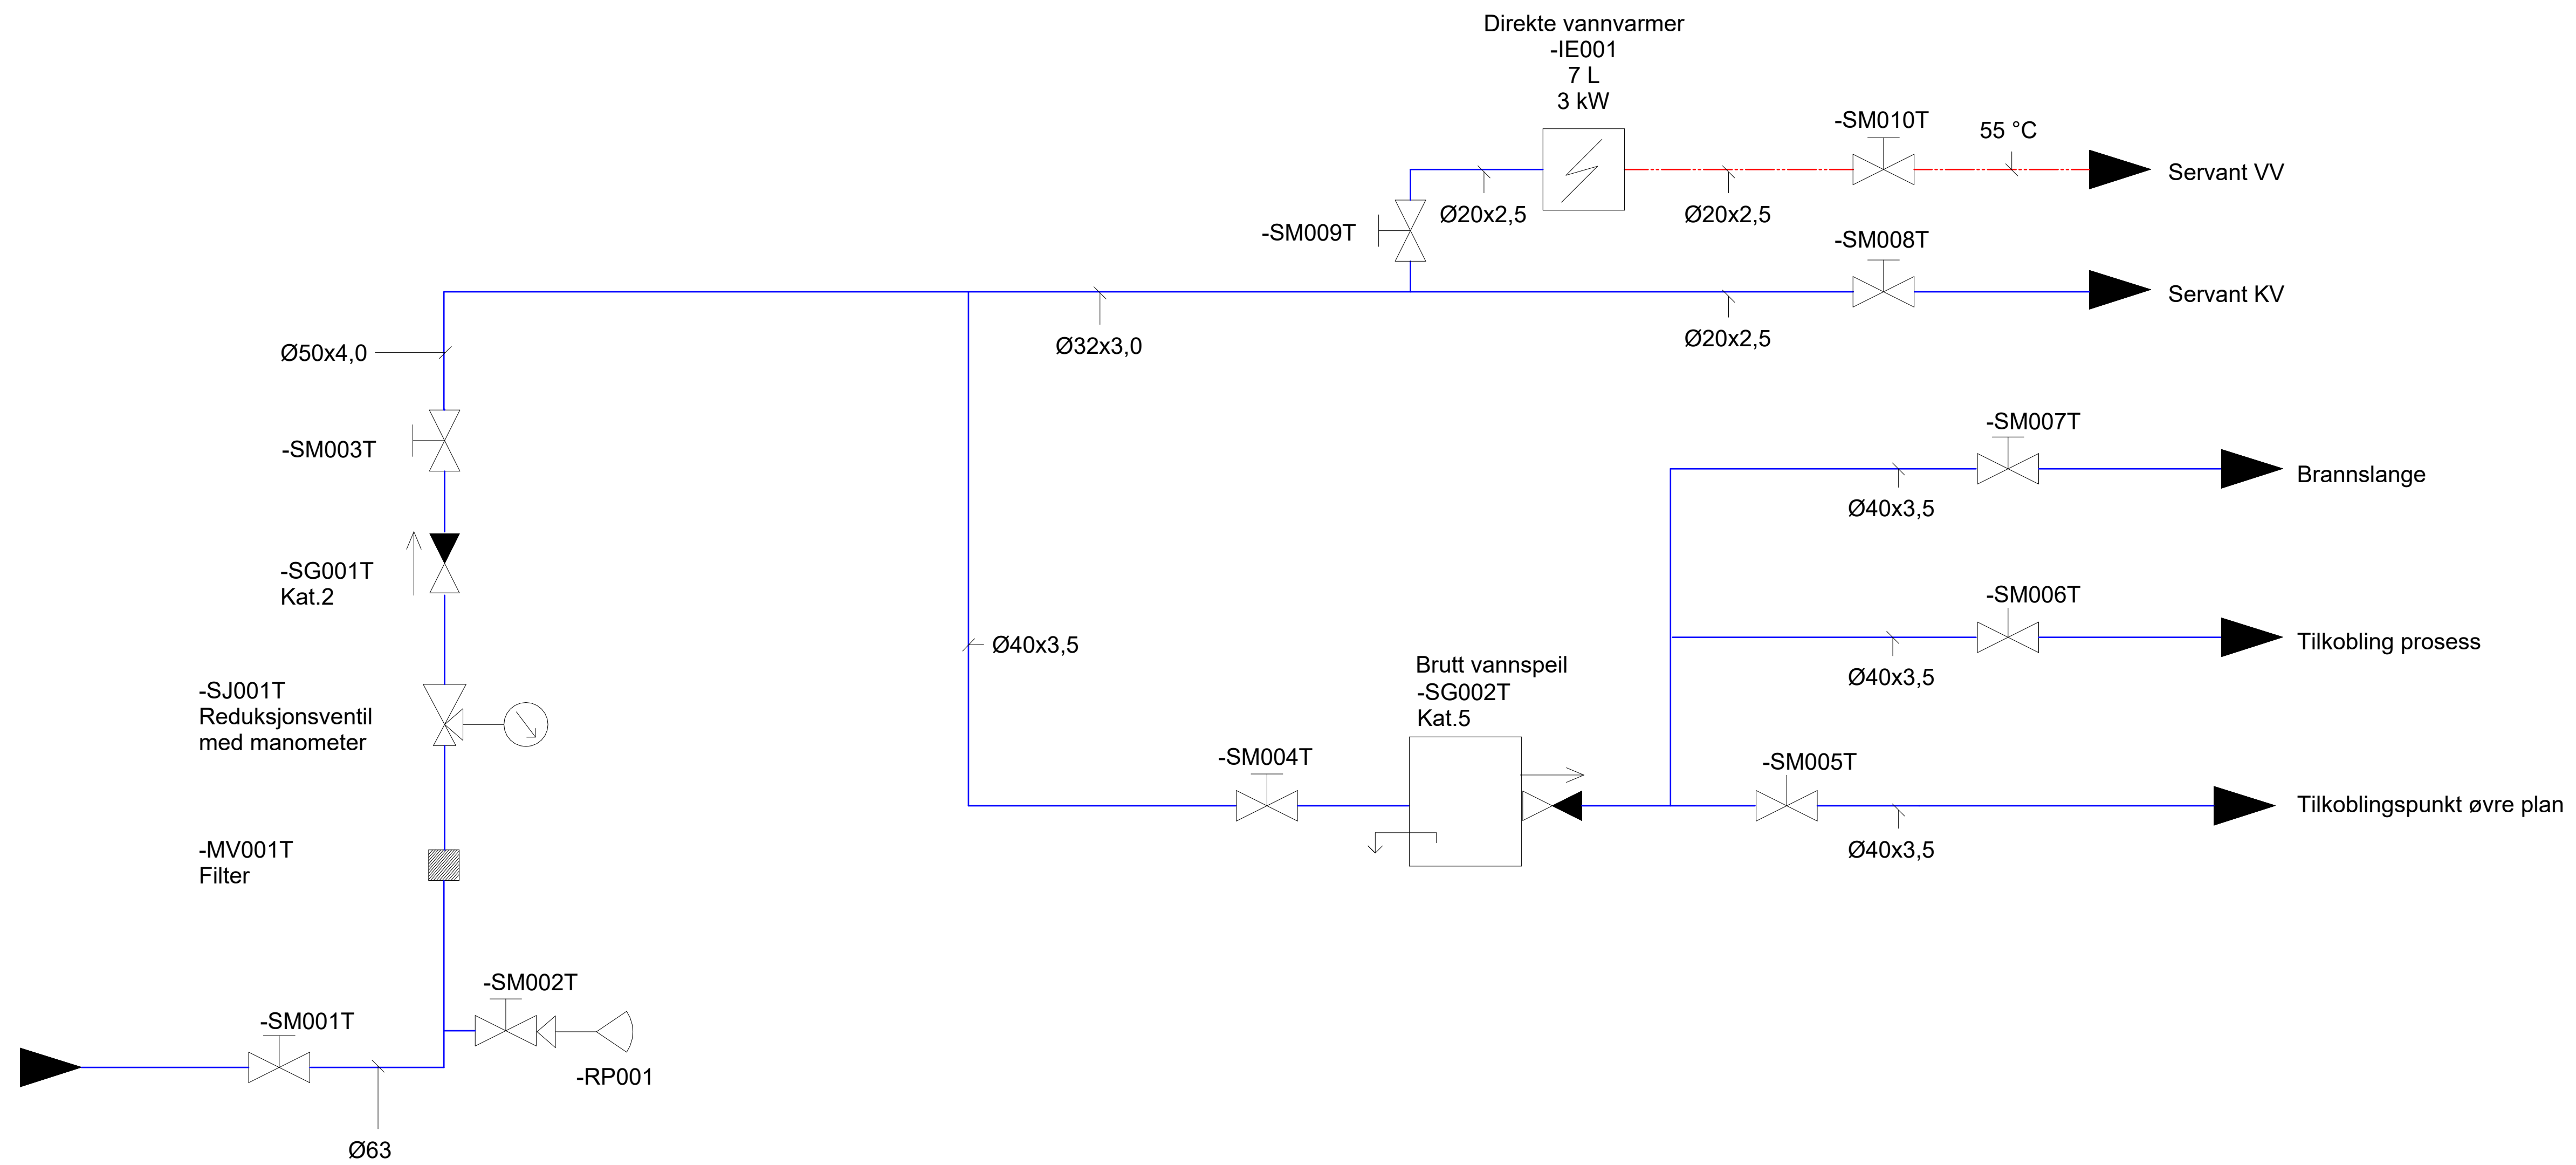 Direkte vannvarmer
-IE001
7 L
3 kW
-SM010T
55 °C
Servant VV
Ø20x2,5
Ø20x2,5
-SM009T
-SM008T
Servant KV
Ø50x4,0
Ø32x3,0
Ø20x2,5
-SM003T
-SM007T
Brannslange
Ø40x3,5
-SG001T
Kat.2
-SM006T
Tilkobling prosess
Ø40x3,5
Ø40x3,5
-SJ001T
Reduksjonsventil
med manometer
Brutt vannspeil
-SG002T
Kat.5
-SM004T
-SM005T
Tilkoblingspunkt øvre plan
Ø40x3,5
-MV001T
Filter
-SM002T
-SM001T
-RP001
Ø63